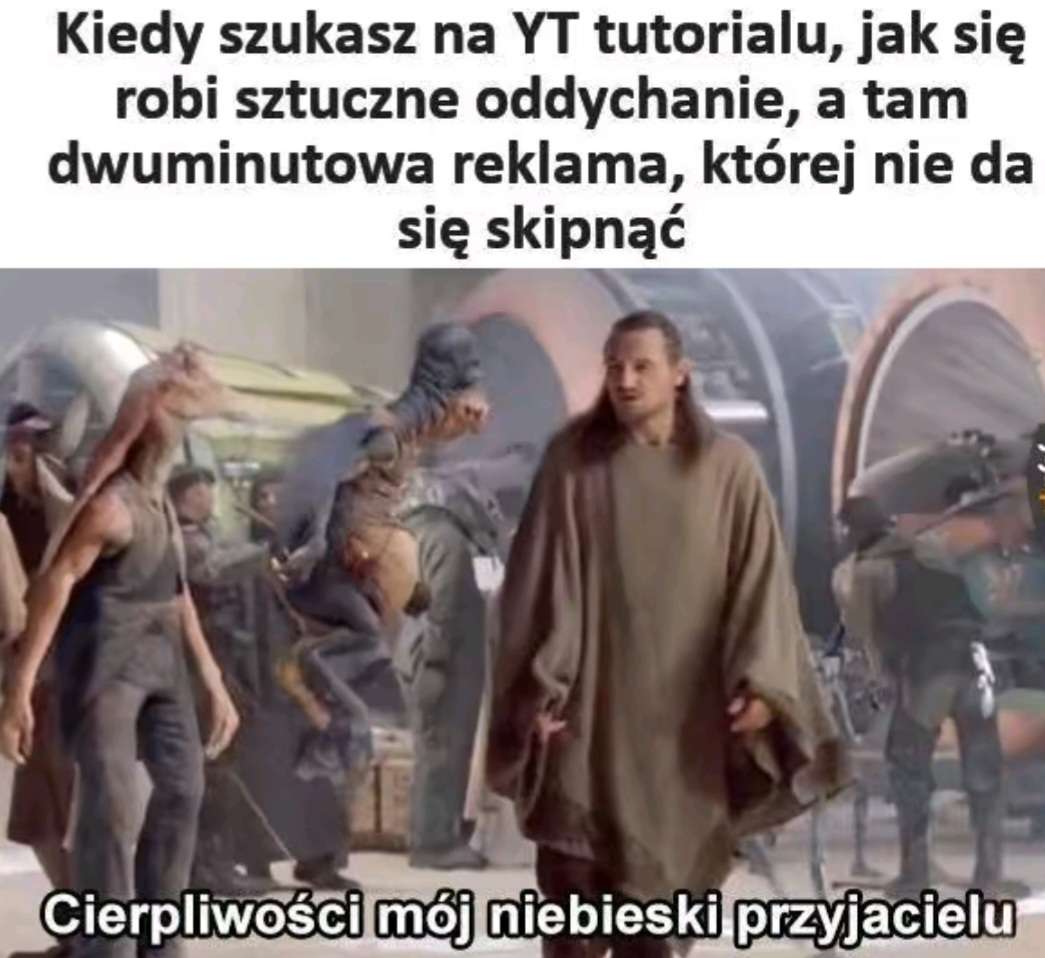 Kiedy szukasz na YT tutorialu, jak się
robi sztuczne oddychanie, a tam
dwuminutowa reklama, której nie da
się skipnąć
Cierpliwości mój niebieski przyjacielu